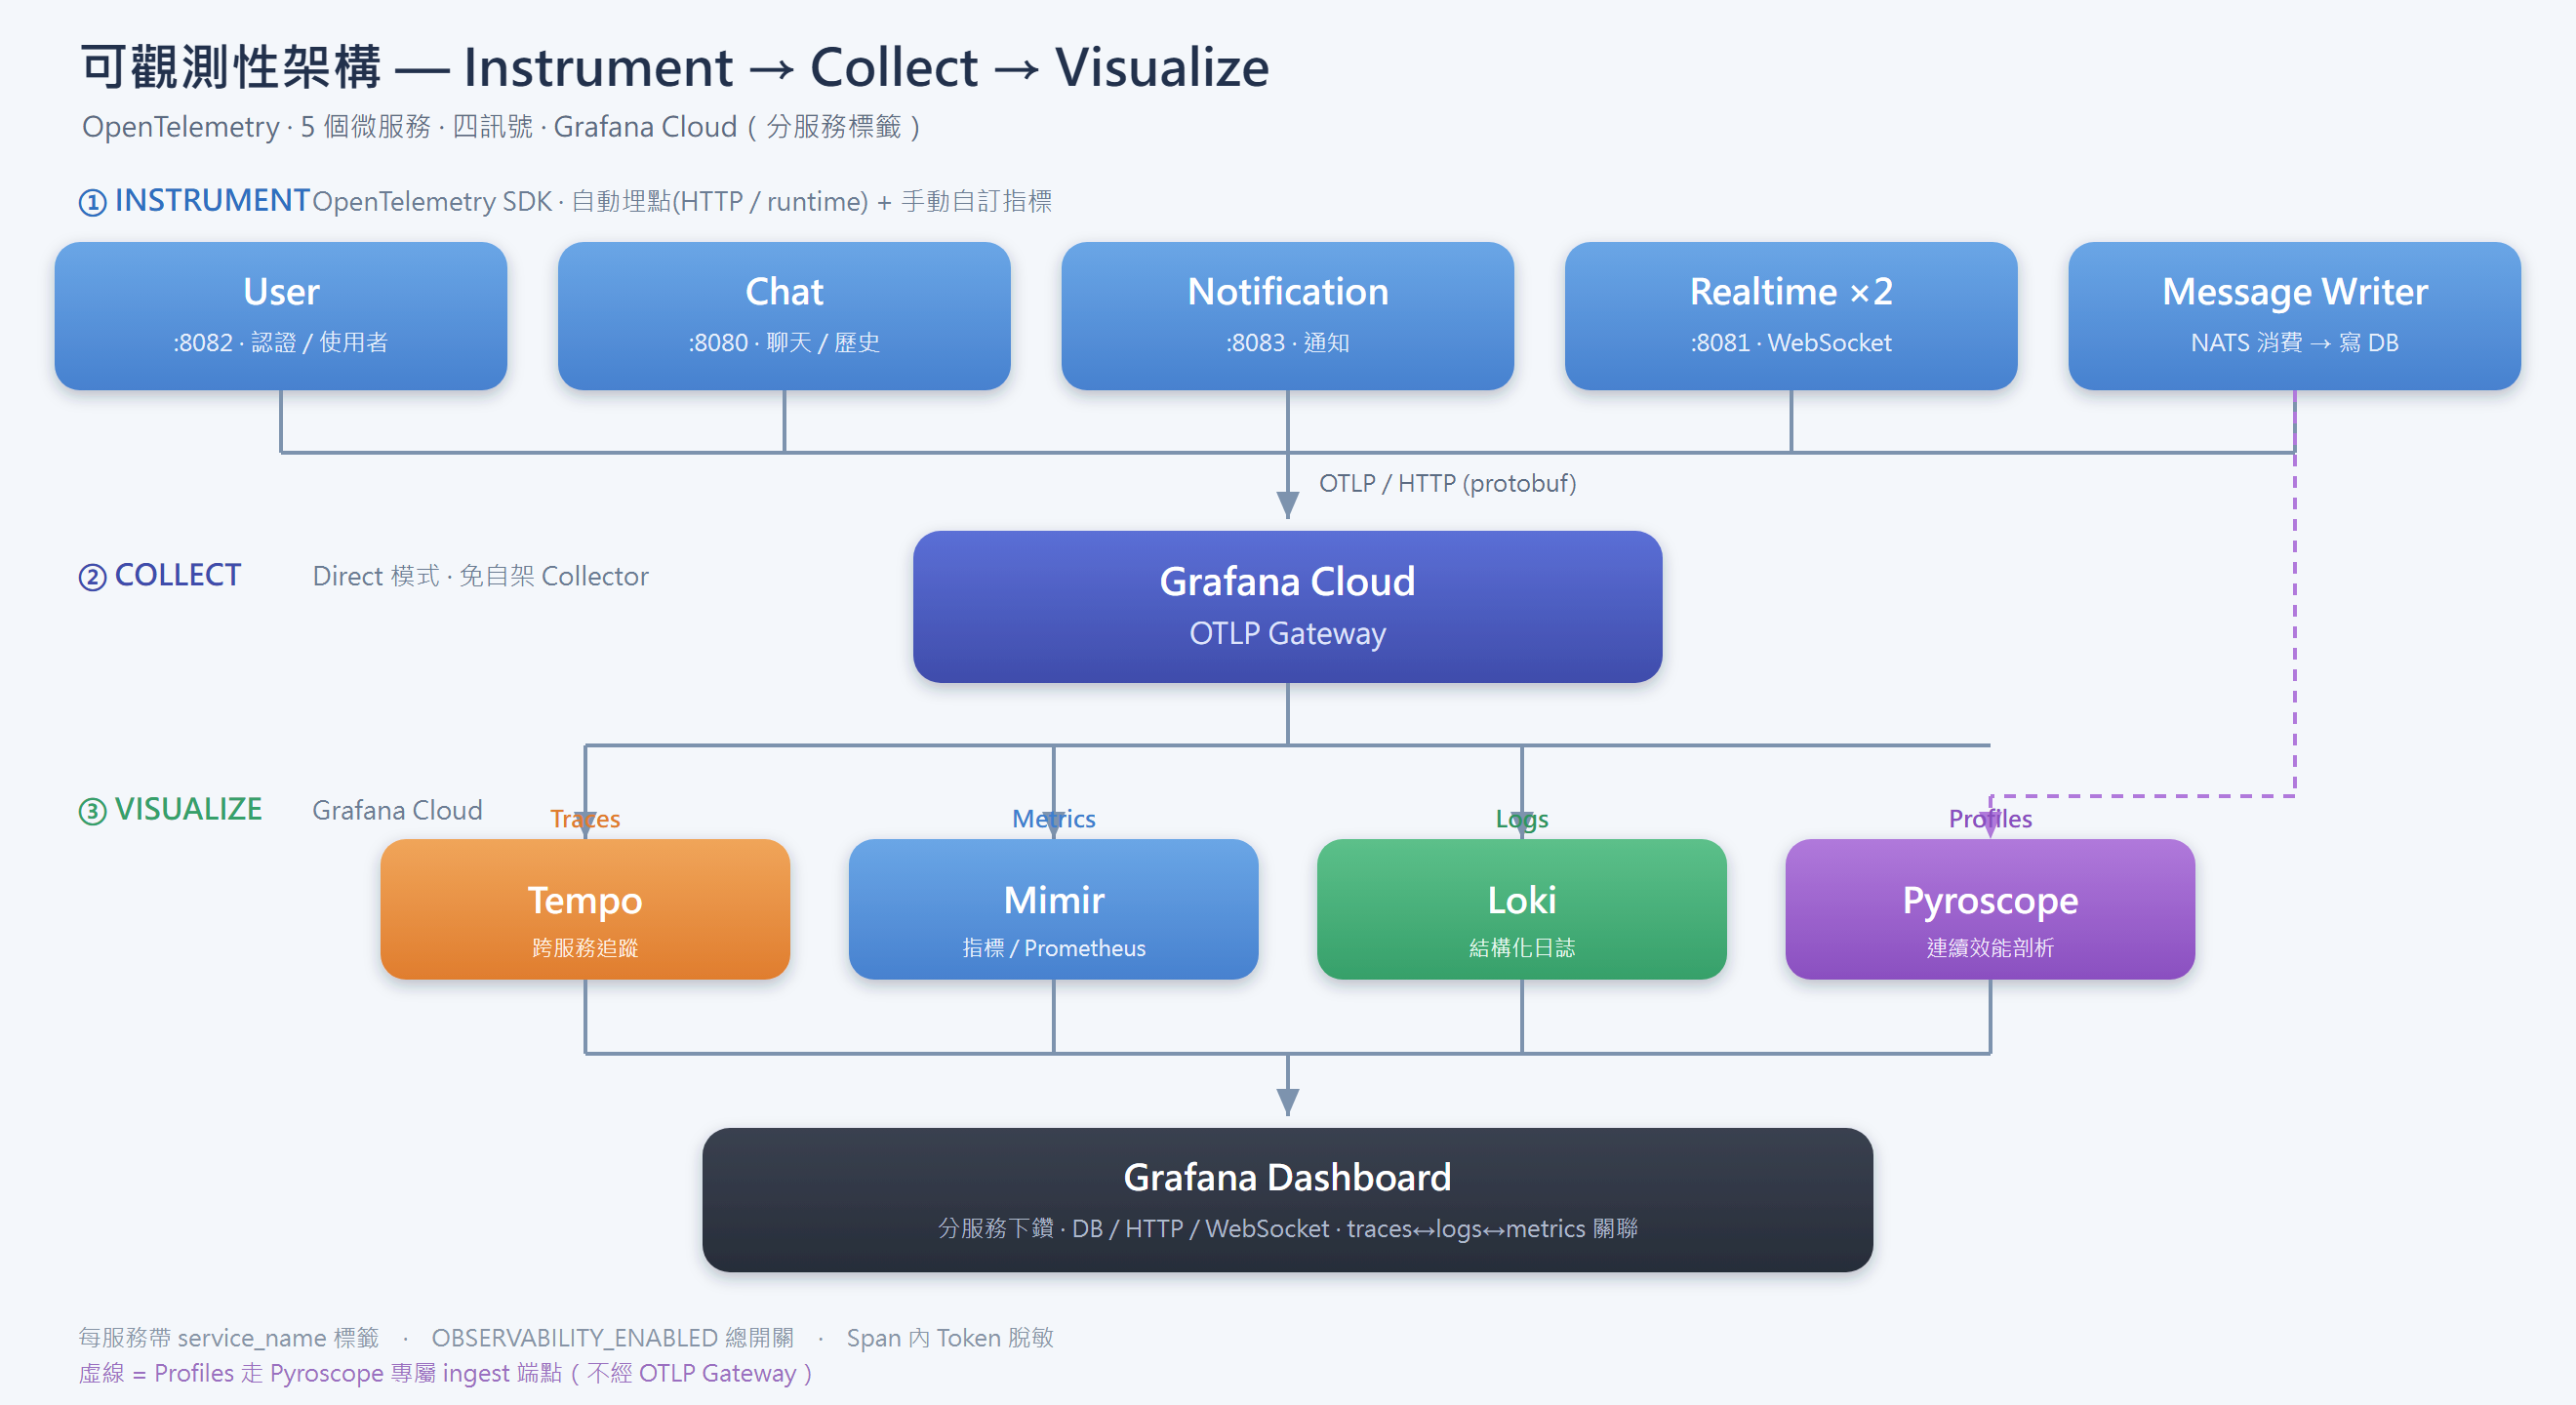 可觀測性架構 — Instrument → Collect → Visualize
OpenTelemetry · 5 個微服務 · 四訊號 · Grafana Cloud（分服務標籤）
① INSTRUMENT OpenTelemetry SDK · 自動埋點(HTTP / runtime) + 手動自訂指標
User
:8082 · 認證 / 使用者
Chat
:8080 · 聊天 / 歷史
Notification
:8083 · 通知
Realtime ×2
:8081 · WebSocket
Message Writer
NATS 消費 → 寫 DB
OTLP / HTTP (protobuf)
② COLLECT Direct 模式 · 免自架 Collector
Grafana Cloud
OTLP Gateway
③ VISUALIZE Grafana Cloud
Traces
Metrics
Logs
Profiles
Tempo
跨服務追蹤
Mimir
指標 / Prometheus
Loki
結構化日誌
Pyroscope
連續效能剖析
Grafana Dashboard
分服務下鑽 · DB / HTTP / WebSocket · traces↔logs↔metrics 關聯
每服務帶 service_name 標籤 · OBSERVABILITY_ENABLED 總開關 · Span 內 Token 脫敏
虛線 = Profiles 走 Pyroscope 專屬 ingest 端點（不經 OTLP Gateway）